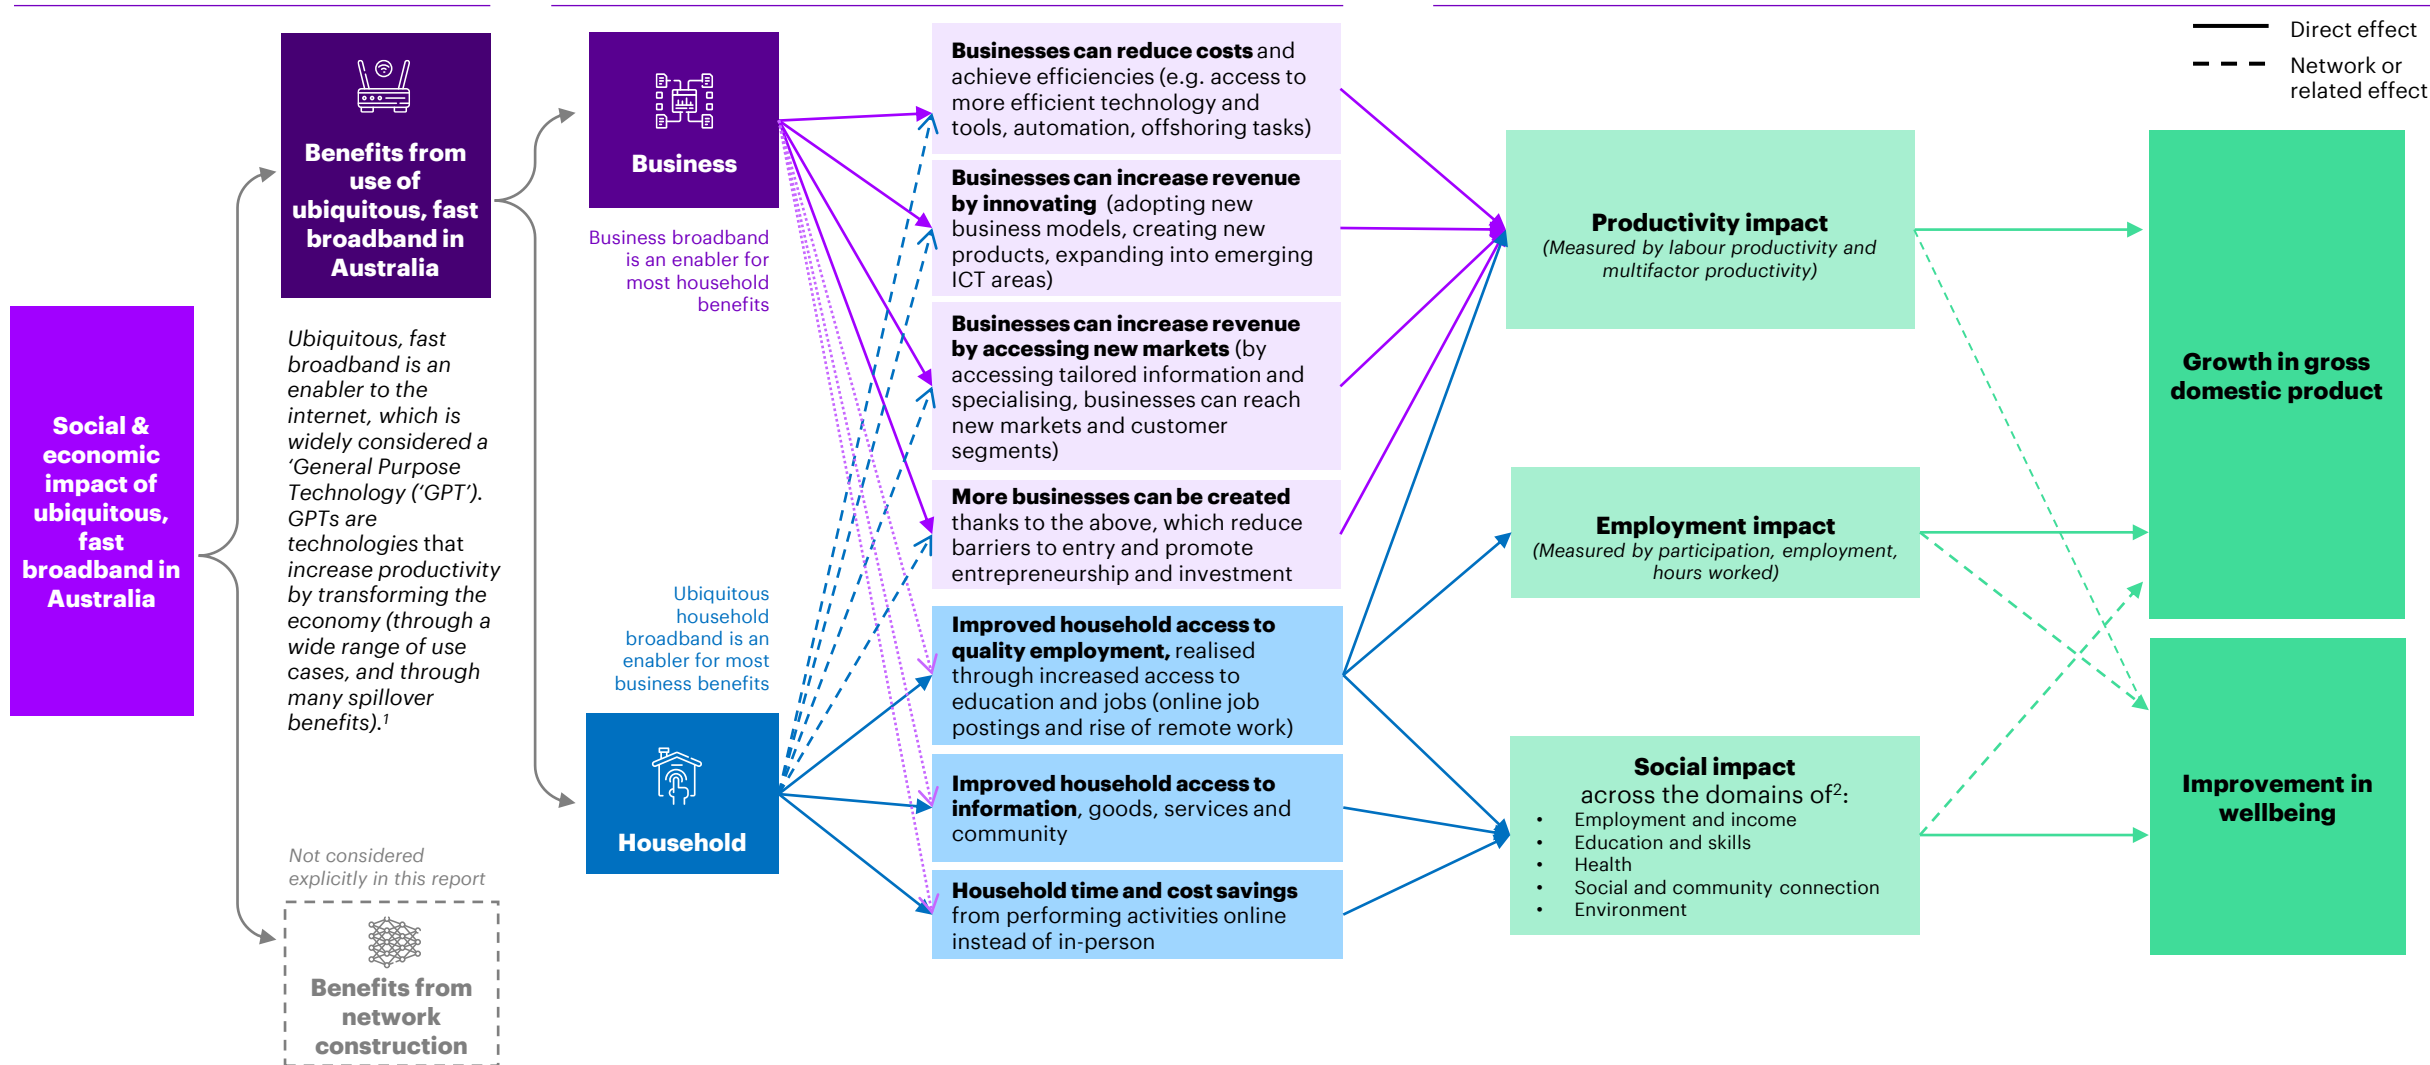 Direct effect
Network or
related effect
Social &
economic
impact of
ubiquitous,
fast
broadband in
Australia
Benefits from
use of
ubiquitous, fast
broadband in
Australia
Ubiquitous, fast
broadband is an
enabler to the
internet, which is
widely considered a
‘General Purpose
Technology (‘GPT’).
GPTs are
technologies that
increase productivity
by transforming the
economy (through a
wide range of use
cases, and through
many spillover
benefits).¹
Not considered
explicitly in this report
Benefits from
network
construction
Business
Business broadband
is an enabler for
most household
benefits
Ubiquitous
household
broadband is an
enabler for most
business benefits
Household
Businesses can reduce costs and
achieve efficiencies (e.g. access to
more efficient technology and
tools, automation, offshoring tasks)
Businesses can increase revenue
by innovating (adopting new
business models, creating new
products, expanding into emerging
ICT areas)
Businesses can increase revenue
by accessing new markets (by
accessing tailored information and
specialising, businesses can reach
new markets and customer
segments)
More businesses can be created
thanks to the above, which reduce
barriers to entry and promote
entrepreneurship and investment
Improved household access to
quality employment, realised
through increased access to
education and jobs (online job
postings and rise of remote work)
Improved household access to
information, goods, services and
community
Household time and cost savings
from performing activities online
instead of in-person
Productivity impact
(Measured by labour productivity and
multifactor productivity)
Employment impact
(Measured by participation, employment,
hours worked)
Social impact
across the domains of²:
• Employment and income
• Education and skills
• Health
• Social and community connection
• Environment
Growth in gross
domestic product
Improvement in
wellbeing